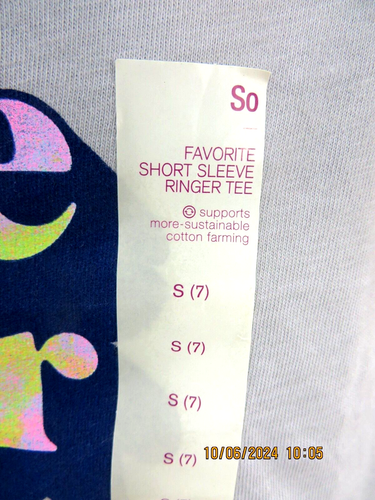 So
FAVORITE
SHORT SLEEVE
RINGER TEE
supports
more-sustainable
cotton farming
S (7)
S (7)
S (7)
S (7)
e
r
10/06/2024 10:05